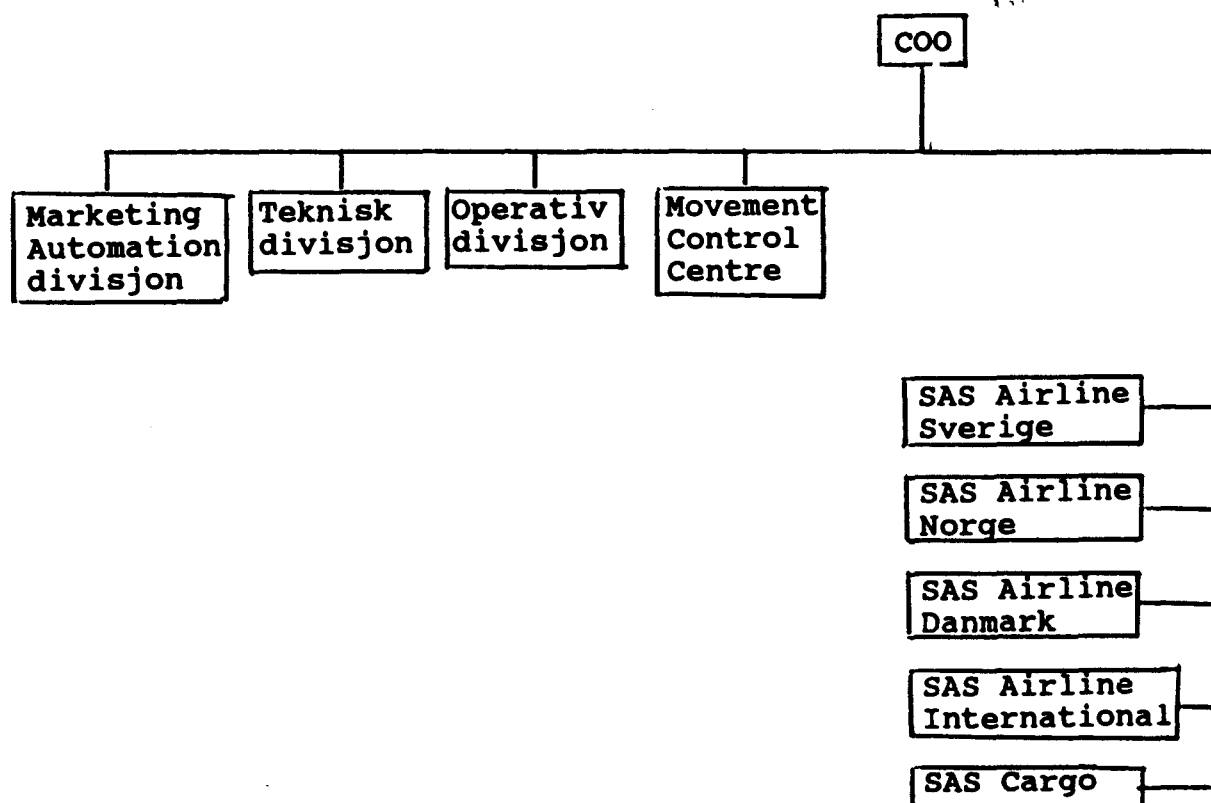 COO
Marketing
Automation
divisjon
Teknisk
divisjon
Operativ
divisjon
Movement
Control
Centre
SAS Airline
Sverige
SAS Airline
Norge
SAS Airline
Danmark
SAS Airline
International
SAS Cargo